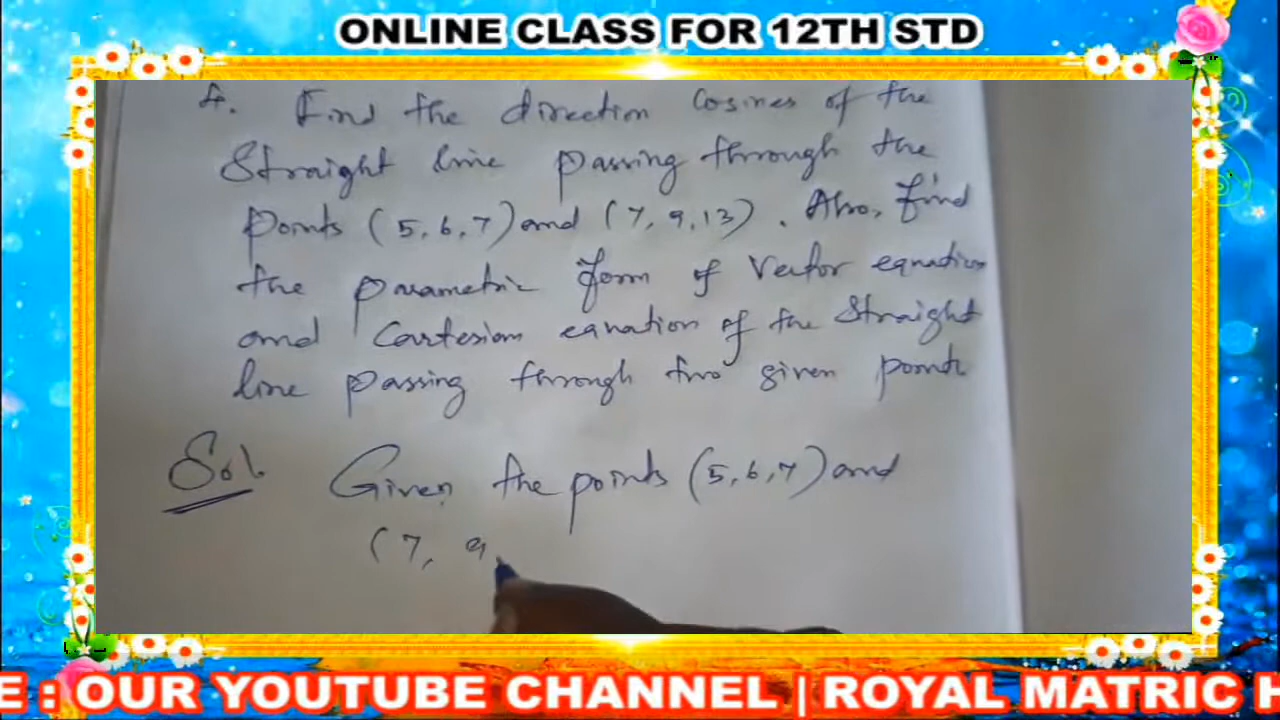 ONLINE CLASS FOR 12TH STD
4. Find the direction cosines of the
Straight line passing through the
points (5,6,7) and (7,9,13). Also, find
the parametric form of vector equation
and Cartesian equation of the straight
line passing through two given points
Sol.
Given the points (5,6,7) and
(7, 9
E : OUR YOUTUBE CHANNEL | ROYAL MATRIC H